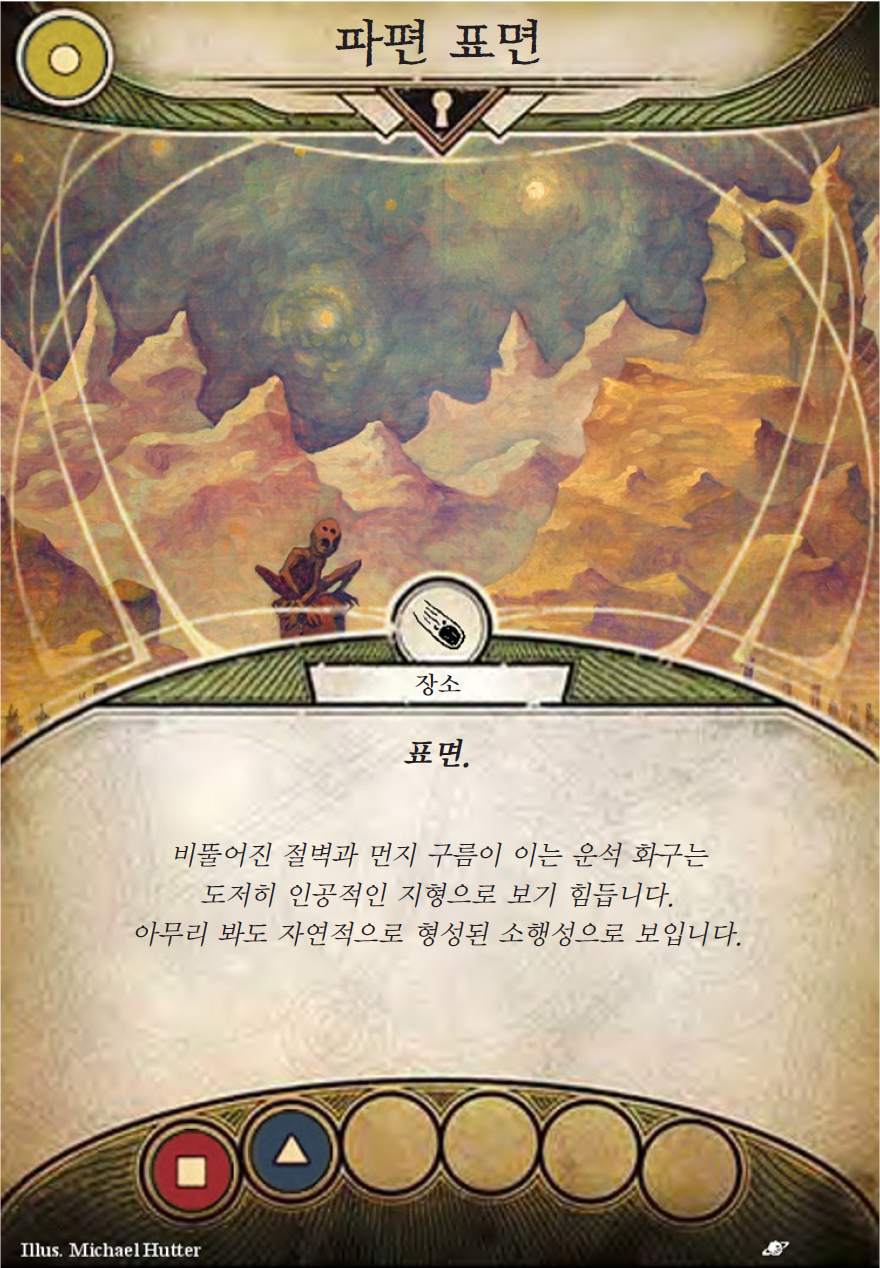 파편 표면
장소
표면.
비뚤어진 절벽과 먼지 구름이 이는 운석 화구는
도저히 인공적인 지형으로 보기 힘듭니다.
아무리 봐도 자연적으로 형성된 소행성으로 보입니다.
Illus. Michael Hutter